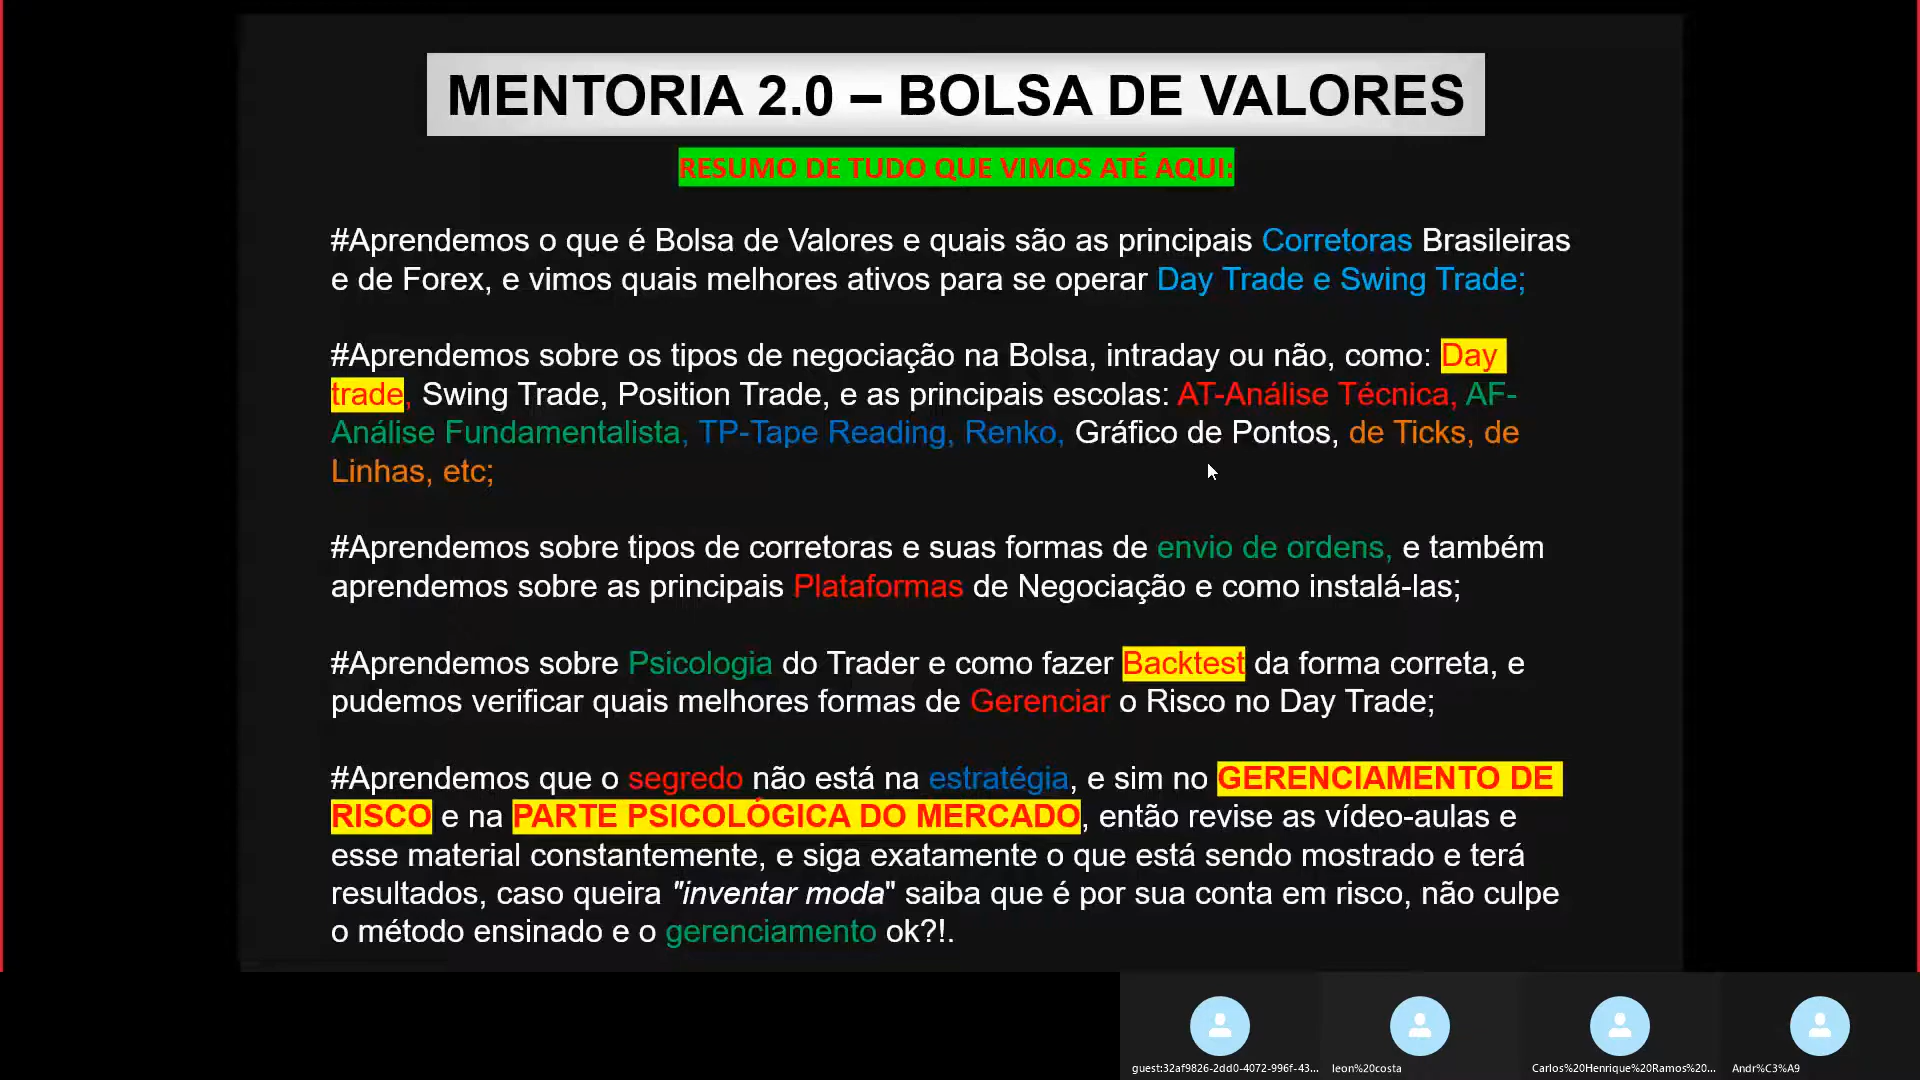 MENTORIA 2.0 – BOLSA DE VALORES
RESUMO DE TUDO QUE VIMOS ATÉ AQUI:
#Aprendemos o que é Bolsa de Valores e quais são as principais Corretoras Brasileiras
e de Forex, e vimos quais melhores ativos para se operar Day Trade e Swing Trade;
#Aprendemos sobre os tipos de negociação na Bolsa, intraday ou não, como: Day
trade, Swing Trade, Position Trade, e as principais escolas: AT-Análise Técnica, AF-
Análise Fundamentalista, TP-Tape Reading, Renko, Gráfico de Pontos, de Ticks, de
Linhas, etc;
#Aprendemos sobre tipos de corretoras e suas formas de envio de ordens, e também
aprendemos sobre as principais Plataformas de Negociação e como instalá-las;
#Aprendemos sobre Psicologia do Trader e como fazer Backtest da forma correta, e
pudemos verificar quais melhores formas de Gerenciar o Risco no Day Trade;
#Aprendemos que o segredo não está na estratégia, e sim no GERENCIAMENTO DE
RISCO e na PARTE PSICOLÓGICA DO MERCADO, então revise as vídeo-aulas e
esse material constantemente, e siga exatamente o que está sendo mostrado e terá
resultados, caso queira "inventar moda" saiba que é por sua conta em risco, não culpe
o método ensinado e o gerenciamento ok?!.
guest:32af9826-2dd0-4072-996f-43... leon%20costa Carlos%20Henrique%20Ramos%20... Andr%C3%A9